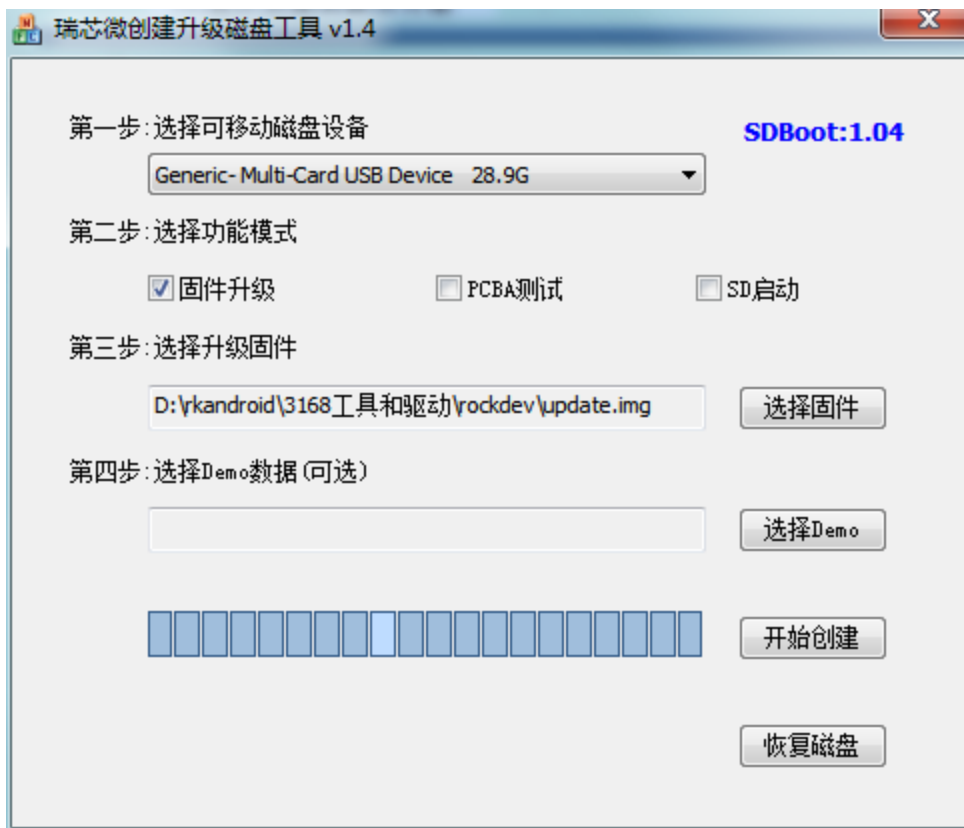 瑞芯微创建升级磁盘工具 v1.4
第一步:选择可移动磁盘设备
SDBoot:1.04
Generic- Multi-Card USB Device 28.9G
第二步:选择功能模式
固件升级 PCBA测试 SD启动
第三步:选择升级固件
D:\rkandroid\3168工具和驱动\rockdev\update.img 选择固件
第四步:选择Demo数据(可选)
选择Demo
开始创建
恢复磁盘